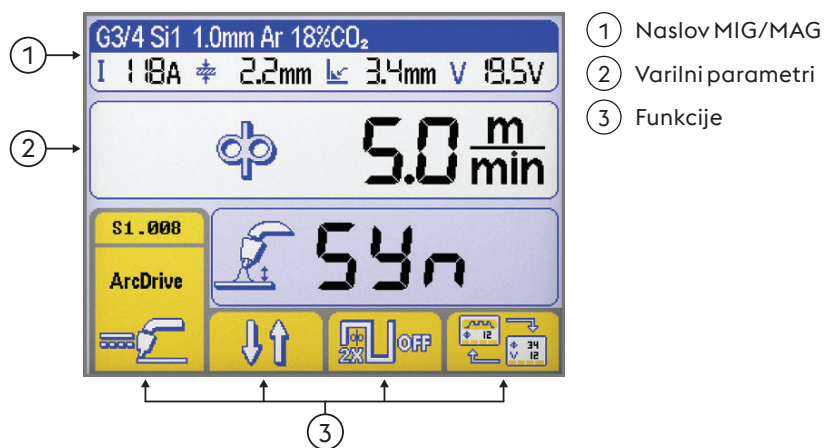 G3/4 Si1 1.0mm Ar 18%CO₂
I 118A 2.2mm 3.4mm V 19.5V
5.0 m/min
S1.008
ArcDrive
Syn
2X OFF
12
34
V 12
1
2
3
1 Naslov MIG/MAG
2 Varilni parametri
3 Funkcije